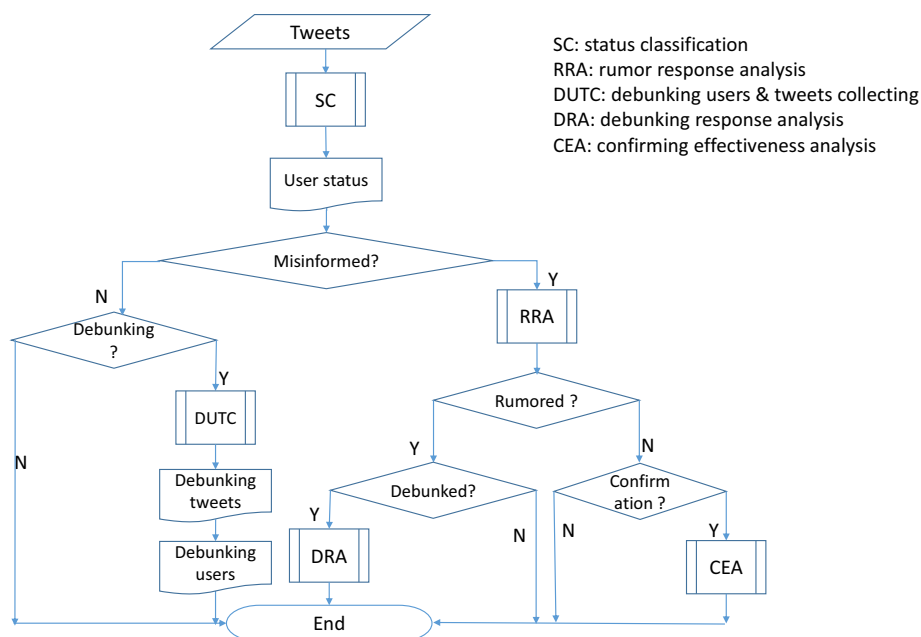 Tweets
SC: status classification
RRA: rumor response analysis
DUTC: debunking users & tweets collecting
DRA: debunking response analysis
CEA: confirming effectiveness analysis
SC
User status
Misinformed?
N
Y
Debunking
?
RRA
Y
DUTC
Rumored ?
N
Y
N
Debunking
tweets
Debunked?
Confirm
ation ?
Y
N
N
Y
Debunking
users
DRA
CEA
End